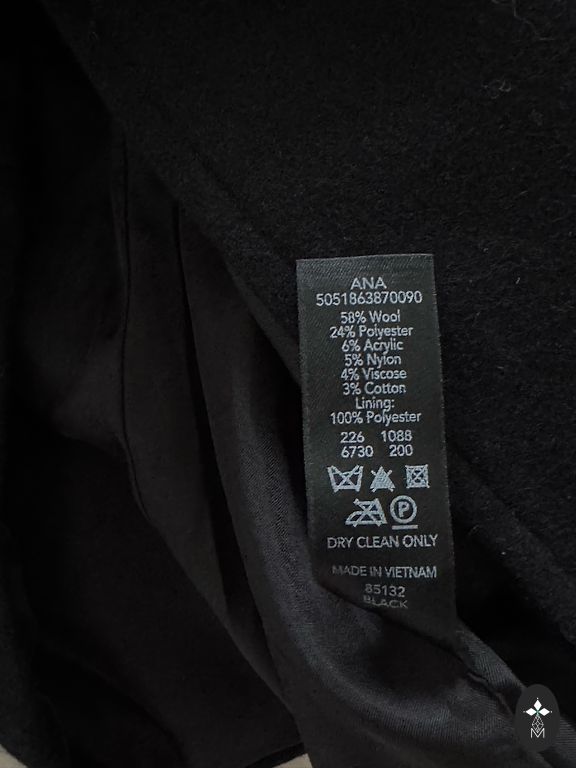 ANA
5051863870090
58% Wool
24% Polyester
6% Acrylic
5% Nylon
4% Viscose
3% Cotton
Lining:
100% Polyester
226 1088
6730 200
P
DRY CLEAN ONLY
MADE IN VIETNAM
85132
BLACK
M